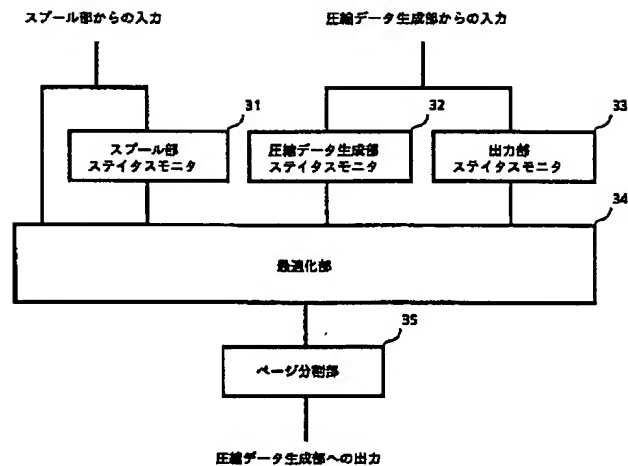 スプール部からの入力
圧縮データ生成部からの入力
31
スプール部
ステイタスモニタ
32
圧縮データ生成部
ステイタスモニタ
33
出力部
ステイタスモニタ
34
最適化部
35
ページ分割部
圧縮データ生成部への出力